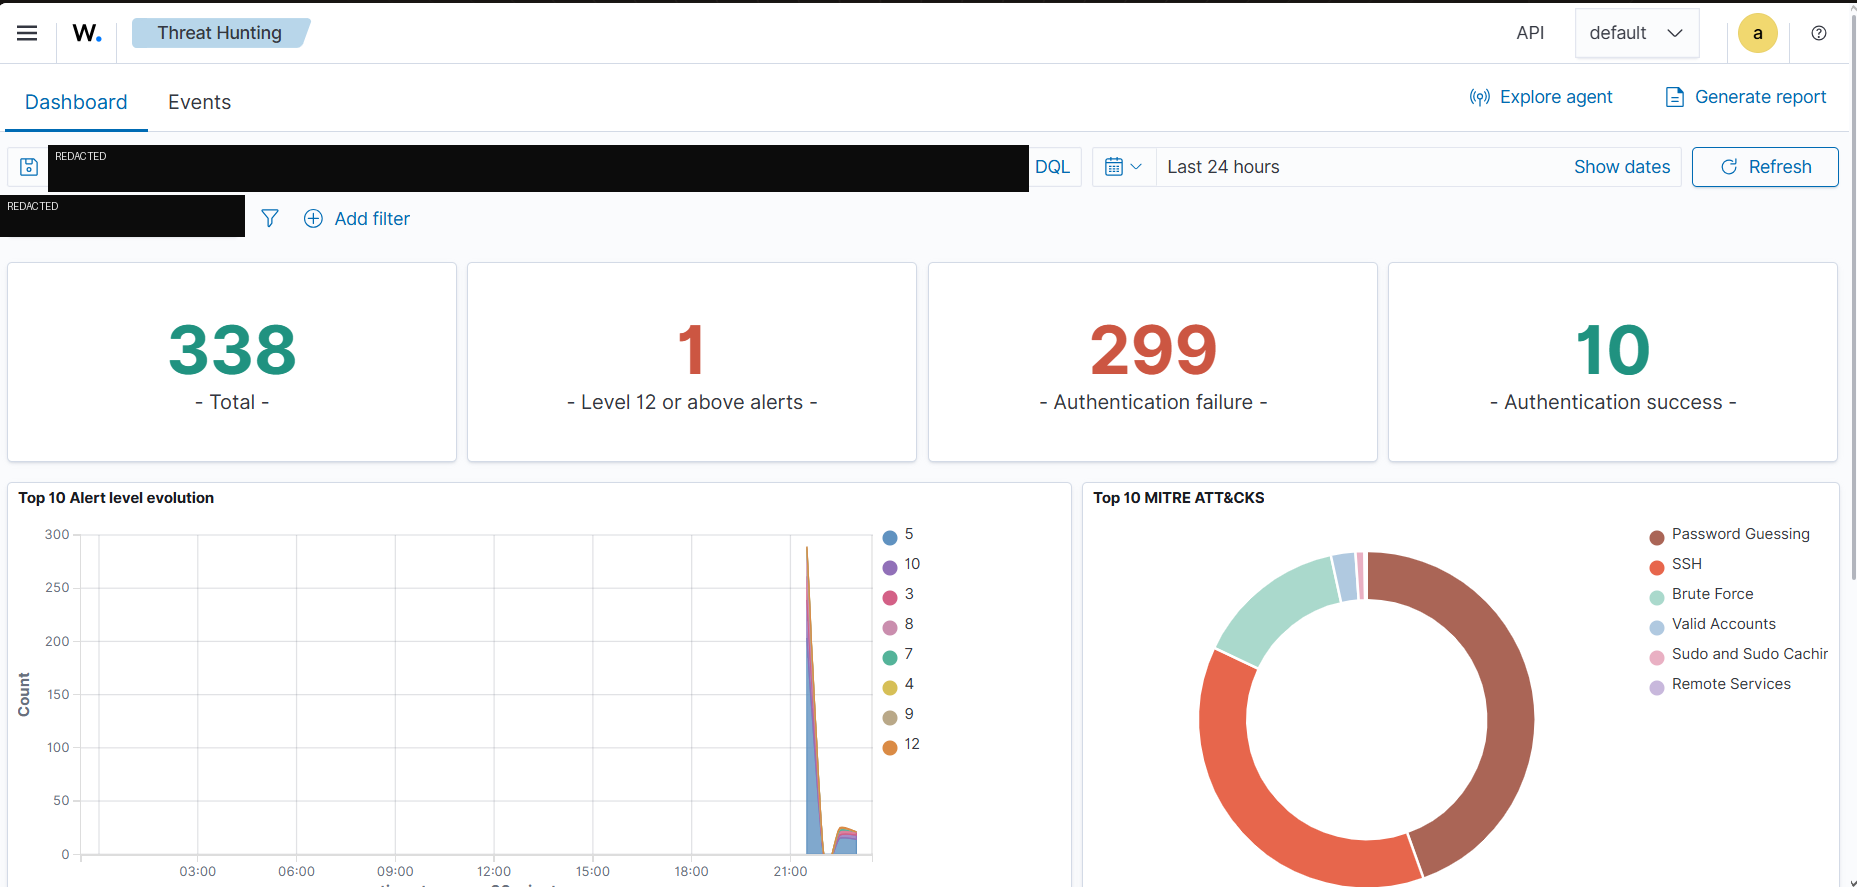 W. Threat Hunting API default a
Dashboard Events Explore agent Generate report
REDACTED DQL Last 24 hours Show dates Refresh
REDACTED Add filter
338 1 299 10
- Total - - Level 12 or above alerts - - Authentication failure - - Authentication success -
Top 10 Alert level evolution
300
250
200
150
100
50
0
Count
03:00 06:00 09:00 12:00 15:00 18:00 21:00
5
10
3
8
7
4
9
12
Top 10 MITRE ATT&CKS
Password Guessing
SSH
Brute Force
Valid Accounts
Sudo and Sudo Cachir
Remote Services